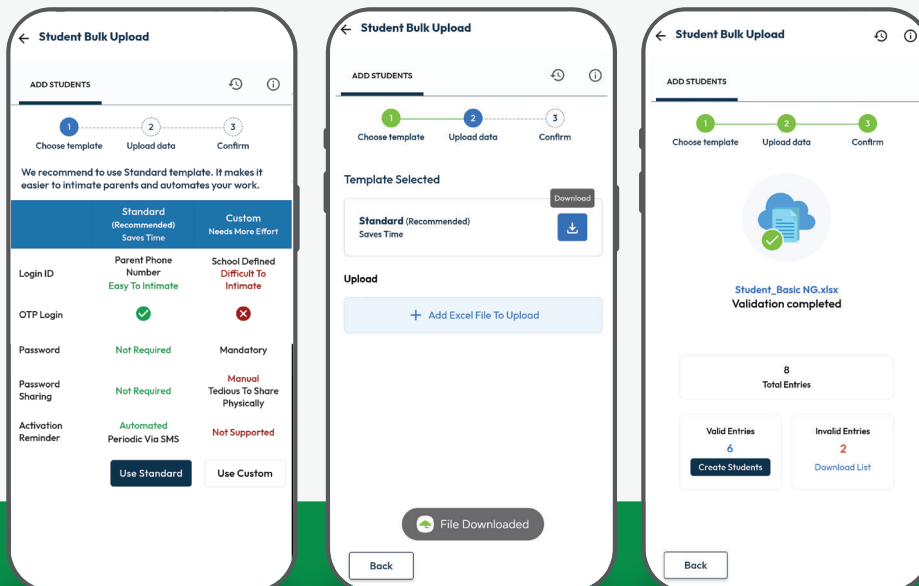 Student Bulk Upload
ADD STUDENTS
1
2
3
Choose template
Upload data
Confirm
We recommend to use Standard template. It makes it
easier to intimate parents and automates your work.
Standard
(Recommended)
Saves Time
Custom
Needs More Effort
Login ID
Parent Phone
Number
Easy To Intimate
School Defined
Difficult To
Intimate
OTP Login
Password
Not Required
Mandatory
Password
Sharing
Not Required
Manual
Tedious To Share
Physically
Activation
Reminder
Automated
Periodic Via SMS
Not Supported
Use Standard
Use Custom
Student Bulk Upload
ADD STUDENTS
1
2
3
Choose template
Upload data
Confirm
Template Selected
Download
Standard (Recommended)
Saves Time
Upload
+ Add Excel File To Upload
File Downloaded
Back
Student Bulk Upload
ADD STUDENTS
1
2
3
Choose template
Upload data
Confirm
Student_Basic NG.xlsx
Validation completed
8
Total Entries
Valid Entries
6
Create Students
Invalid Entries
2
Download List
Back